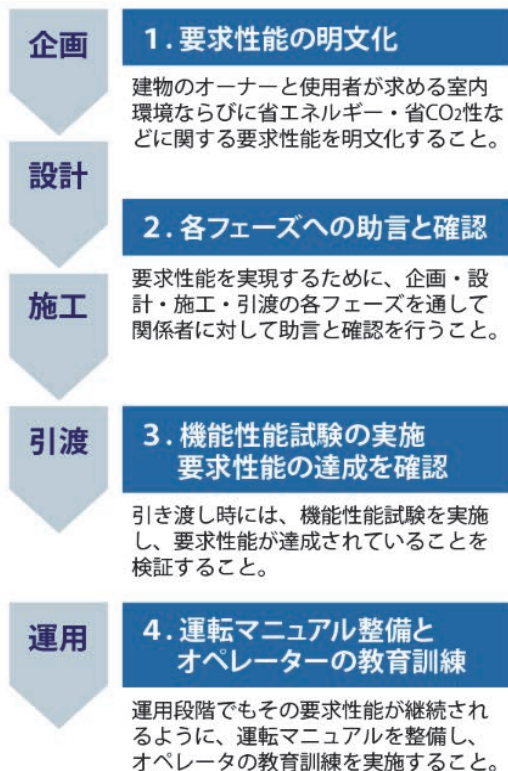 企画
1.要求性能の明文化
建物のオーナーと使用者が求める室内
環境ならびに省エネルギー・省CO₂性な
どに関する要求性能を明文化すること。
設計
2.各フェーズへの助言と確認
施工
要求性能を実現するために、企画・設
計・施工・引渡の各フェーズを通して
関係者に対して助言と確認を行うこと。
引渡
3.機能性能試験の実施
要求性能の達成を確認
引き渡し時には、機能性能試験を実施
し、要求性能が達成されていることを
検証すること。
運用
4.運転マニュアル整備と
オペレーターの教育訓練
運用段階でもその要求性能が継続され
るように、運転マニュアルを整備し、
オペレータの教育訓練を実施すること。